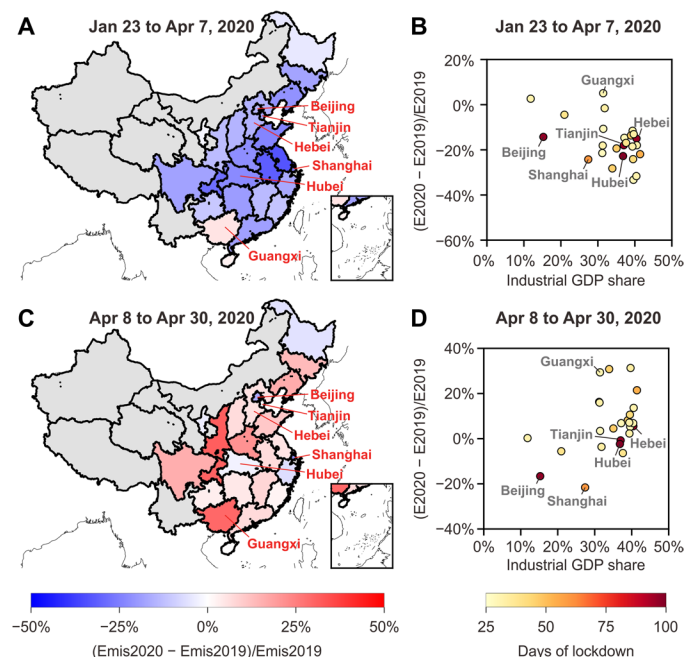 A
Jan 23 to Apr 7, 2020
Beijing
Tianjin
Hebei
Shanghai
Hubei
Guangxi
B
Jan 23 to Apr 7, 2020
(E2020 − E2019)/E2019
20%
0%
−20%
−40%
−60%
Guangxi
Hebei
Tianjin
Beijing
Shanghai
Hubei
0% 10% 20% 30% 40% 50%
Industrial GDP share
C
Apr 8 to Apr 30, 2020
Beijing
Tianjin
Hebei
Shanghai
Hubei
Guangxi
D
Apr 8 to Apr 30, 2020
(E2020 − E2019)/E2019
40%
20%
0%
−20%
−40%
Guangxi
Tianjin
Hebei
Hubei
Beijing
Shanghai
0% 10% 20% 30% 40% 50%
Industrial GDP share
−50% −25% 0% 25% 50%
(Emis2020 − Emis2019)/Emis2019
25 50 75 100
Days of lockdown